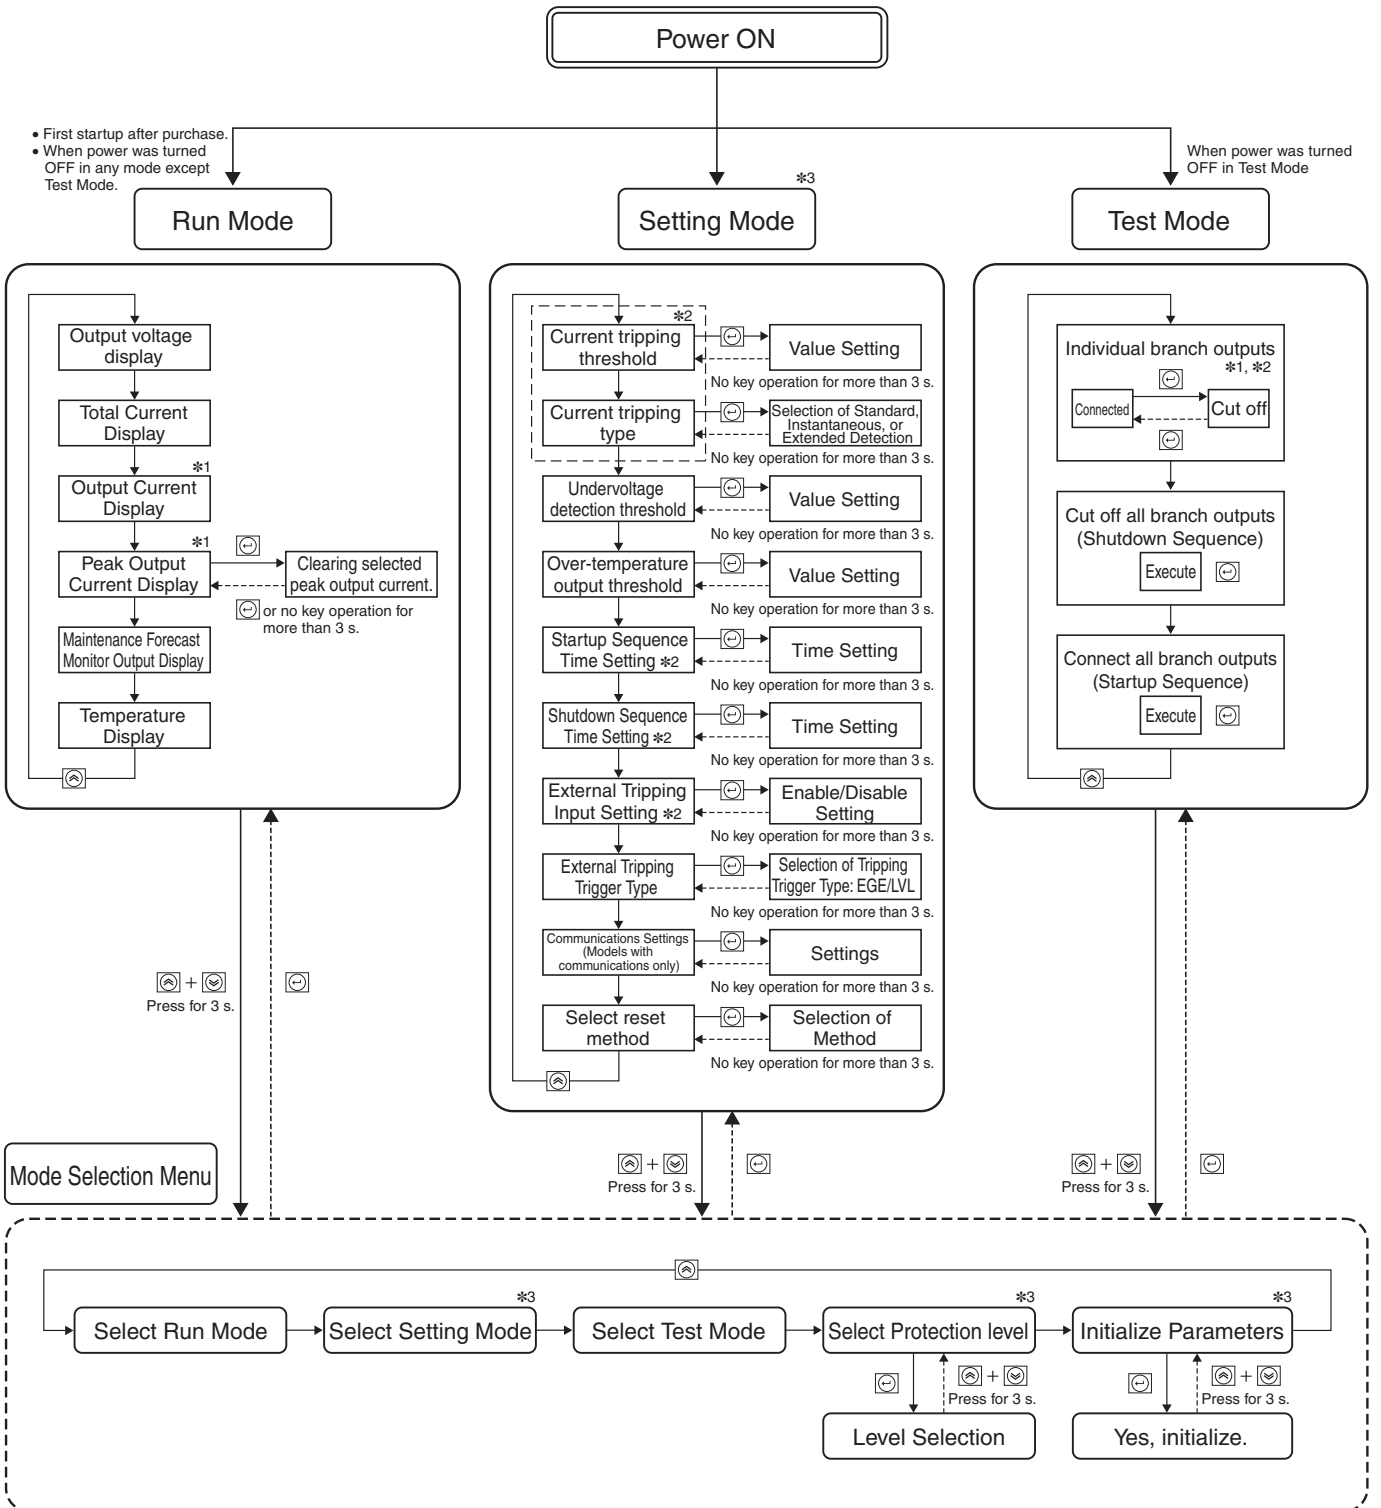 Power ON
• First startup after purchase.
• When power was turned
OFF in any mode except
Test Mode.
When power was turned
OFF in Test Mode
Run Mode
✽3
Setting Mode
Test Mode
Output voltage
display
Total Current
Display
✽1
Output Current
Display
✽1
Peak Output
Current Display
Clearing selected
peak output current.
or no key operation for
more than 3 s.
Maintenance Forecast
Monitor Output Display
Temperature
Display
✽2
Current tripping
threshold
Value Setting
No key operation for more than 3 s.
Current tripping
type
Selection of Standard,
Instantaneous, or
Extended Detection
No key operation for more than 3 s.
Undervoltage
detection threshold
Value Setting
No key operation for more than 3 s.
Over-temperature
output threshold
Value Setting
No key operation for more than 3 s.
Startup Sequence
Time Setting ✽2
Time Setting
No key operation for more than 3 s.
Shutdown Sequence
Time Setting ✽2
Time Setting
No key operation for more than 3 s.
External Tripping
Input Setting ✽2
Enable/Disable
Setting
No key operation for more than 3 s.
External Tripping
Trigger Type
Selection of Tripping
Trigger Type: EGE/LVL
No key operation for more than 3 s.
Communications Settings
(Models with
communications only)
Settings
No key operation for more than 3 s.
Select reset
method
Selection of
Method
No key operation for more than 3 s.
Individual branch outputs
✽1, ✽2
Connected
Cut off
Cut off all branch outputs
(Shutdown Sequence)
Execute
Connect all branch outputs
(Startup Sequence)
Execute
+
Press for 3 s.
+
Press for 3 s.
+
Press for 3 s.
Mode Selection Menu
Select Run Mode
✽3
Select Setting Mode
Select Test Mode
✽3
Select Protection level
✽3
Initialize Parameters
+
Press for 3 s.
+
Press for 3 s.
Level Selection
Yes, initialize.